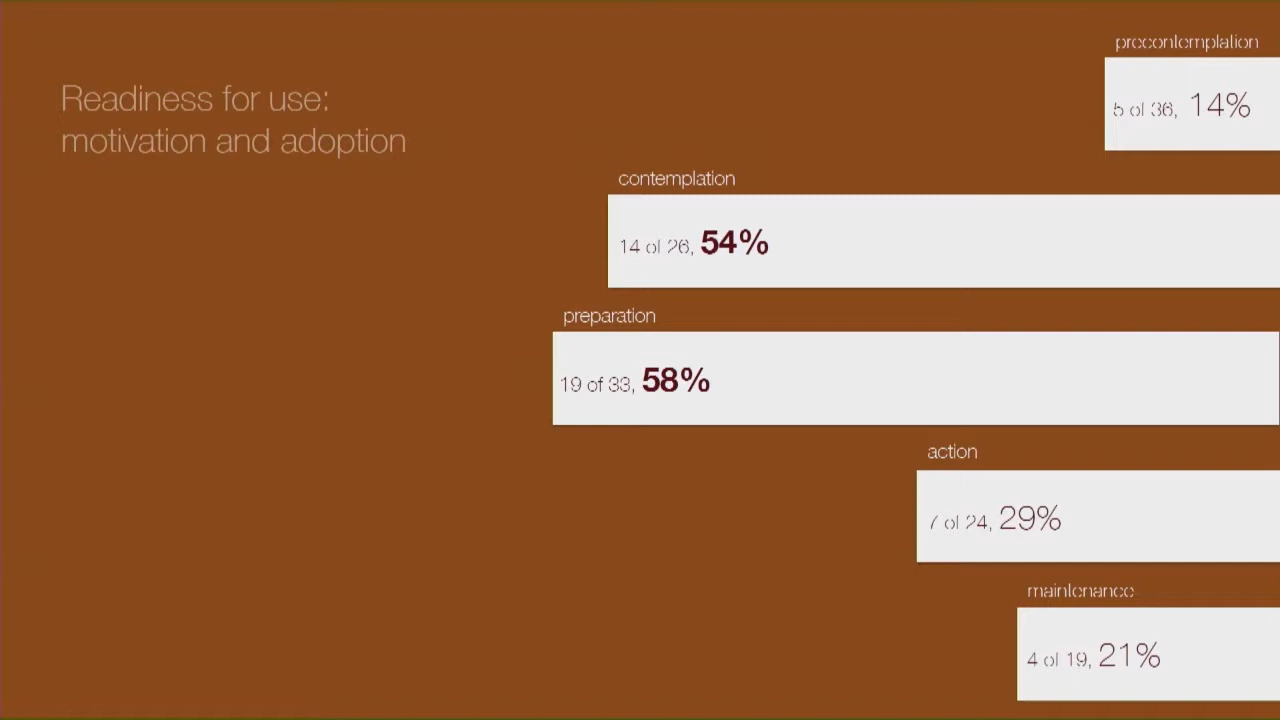 Readiness for use:
motivation and adoption
precontemplation
5 of 36, 14%
contemplation
14 of 26, 54%
preparation
19 of 33, 58%
action
7 of 24, 29%
maintenance
4 of 19, 21%